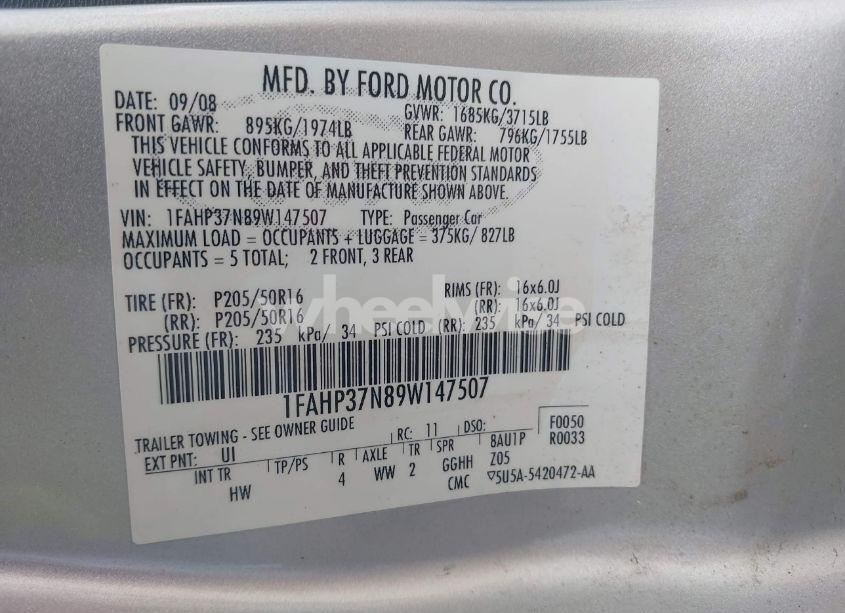 MFD. BY FORD MOTOR CO.
DATE: 09/08 GVWR: 1685KG/3715LB
FRONT GAWR: 895KG/1974LB REAR GAWR: 796KG/1755LB
THIS VEHICLE CONFORMS TO ALL APPLICABLE FEDERAL MOTOR
VEHICLE SAFETY, BUMPER, AND THEFT PREVENTION STANDARDS
IN EFFECT ON THE DATE OF MANUFACTURE SHOWN ABOVE.
VIN: 1FAHP37N89W147507 TYPE: Passenger Car
MAXIMUM LOAD = OCCUPANTS + LUGGAGE = 375KG/ 827LB
OCCUPANTS = 5 TOTAL; 2 FRONT, 3 REAR
TIRE (FR): P205/50R16 RIMS (FR): 16x6.0J
(RR): P205/50R16 (RR): 16x6.0J
PRESSURE (FR): 235 kPa/ 34 PSI COLD (RR): 235 kPa/ 34 PSI COLD
wheelwise
1FAHP37N89W147507
TRAILER TOWING - SEE OWNER GUIDE
EXT PNT: UI RC: 11 DSO: F0050
R0033
INT TR TP/PS R AXLE TR SPR 8AU1P
HW 4 WW 2 GGHH Z05
CMC ▽5U5A-5420472-AA